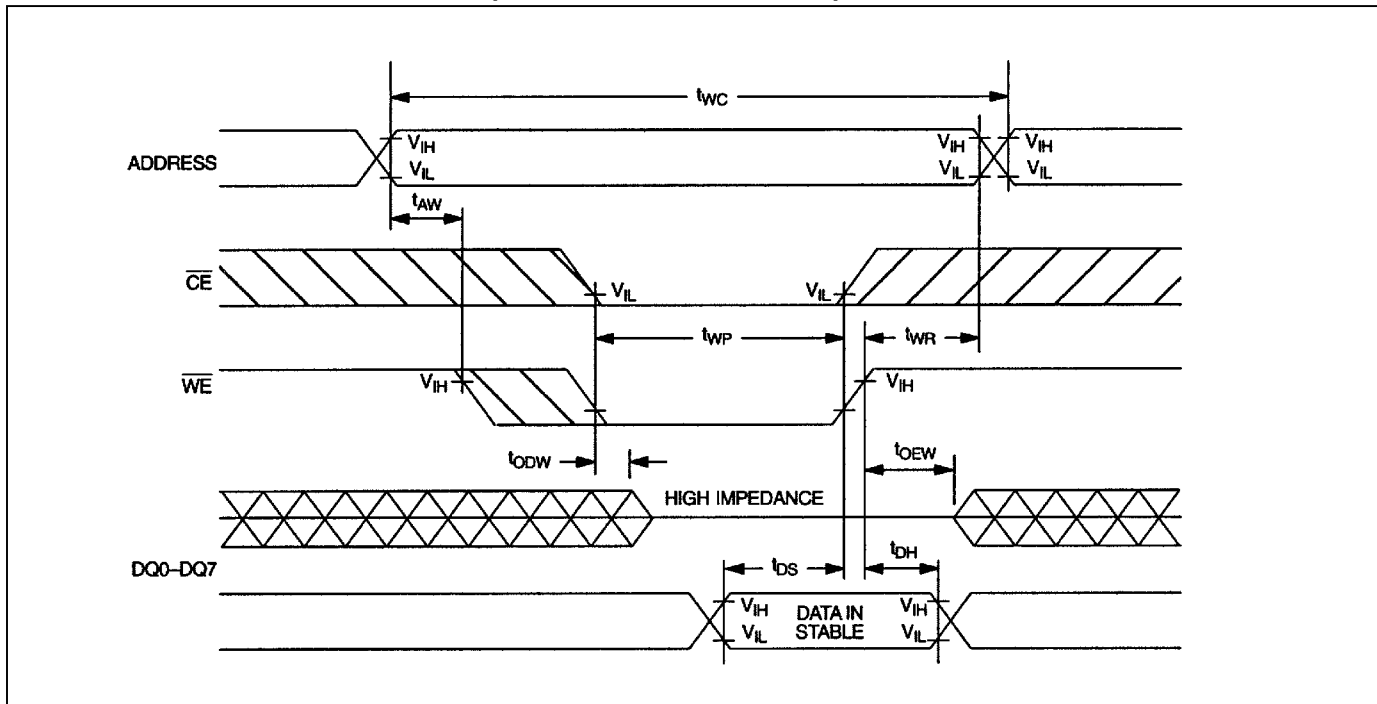 tWC
ADDRESS
VIH
VIL
VIH
VIL
VIH
VIL
tAW
CE
VIL
VIL
tWP
tWR
WE
VIH
VIH
tODW
tOEW
HIGH IMPEDANCE
DQ0–DQ7
tDS
tDH
VIH
VIL
DATA IN
STABLE
VIH
VIL